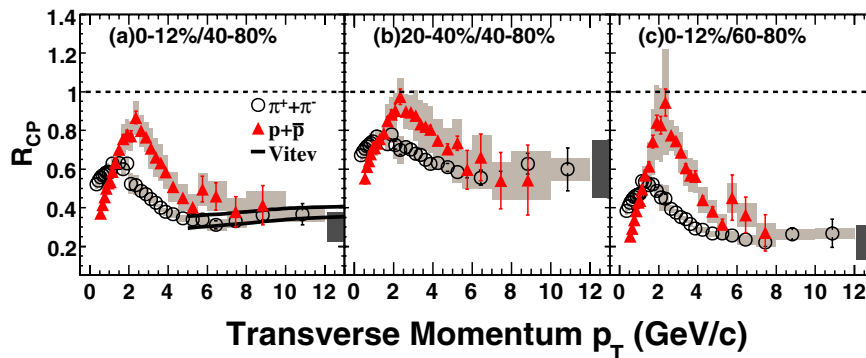 1.4
1.2
1
0.8
0.6
0.4
0.2
R_CP
(a)0-12%/40-80%
(b)20-40%/40-80%
(c)0-12%/60-80%
π⁺+π⁻
p+p̄
Vitev
0 2 4 6 8 10 12
0 2 4 6 8 10 12
0 2 4 6 8 10 12
Transverse Momentum p_T (GeV/c)